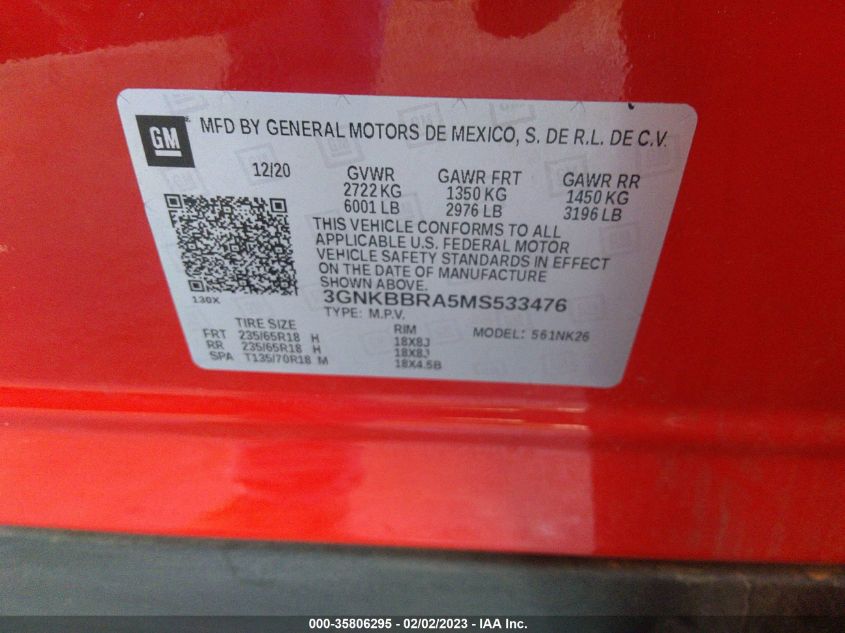 GM MFD BY GENERAL MOTORS DE MEXICO, S. DE R.L. DE C.V.
12/20 GVWR GAWR FRT GAWR RR
2722 KG 1350 KG 1450 KG
6001 LB 2976 LB 3196 LB
THIS VEHICLE CONFORMS TO ALL
APPLICABLE U.S. FEDERAL MOTOR
VEHICLE SAFETY STANDARDS IN EFFECT
ON THE DATE OF MANUFACTURE
SHOWN ABOVE.
130X 3GNKBBRA5MS533476
TYPE: M.P.V.
TIRE SIZE RIM MODEL: 561NK26
FRT 235/65R18 H 18X8J
RR 235/65R18 H 18X8J
SPA T135/70R18 M 18X4.5B
000-35806295 - 02/02/2023 - IAA Inc.